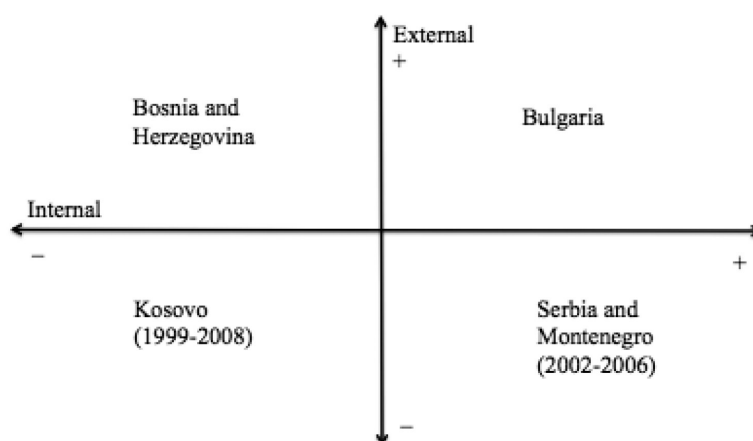 External
+
Bosnia and
Herzegovina
Bulgaria
Internal
–
+
Kosovo
(1999-2008)
Serbia and
Montenegro
(2002-2006)
–